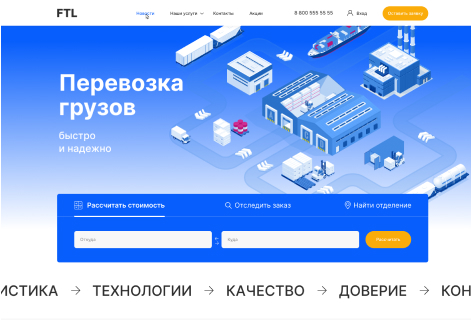 FTL
Новости
Наши услуги
Контакты
Акции
8 800 555 55 55
Вход
Оставить заявку
Перевозка
грузов
быстро
и надежно
Рассчитать стоимость
Отследить заказ
Найти отделение
Откуда
Куда
Рассчитать
ИСТИКА → ТЕХНОЛОГИИ → КАЧЕСТВО → ДОВЕРИЕ → КОН